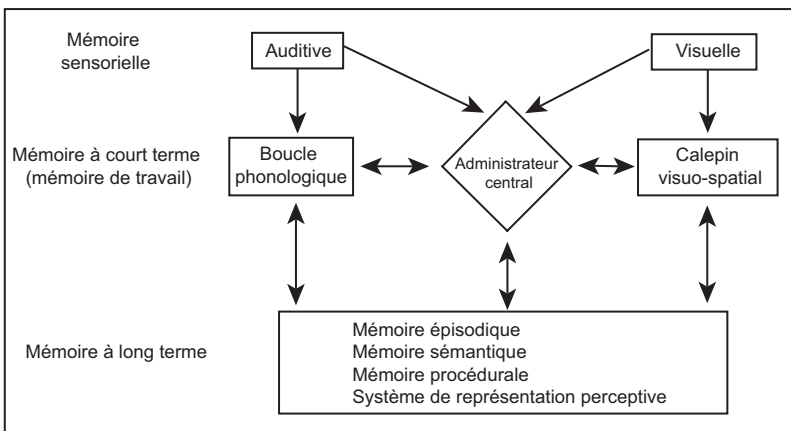 Mémoire
sensorielle
Auditive
Visuelle
Mémoire à court terme
(mémoire de travail)
Boucle
phonologique
Administrateur
central
Calepin
visuo-spatial
Mémoire à long terme
Mémoire épisodique
Mémoire sémantique
Mémoire procédurale
Système de représentation perceptive